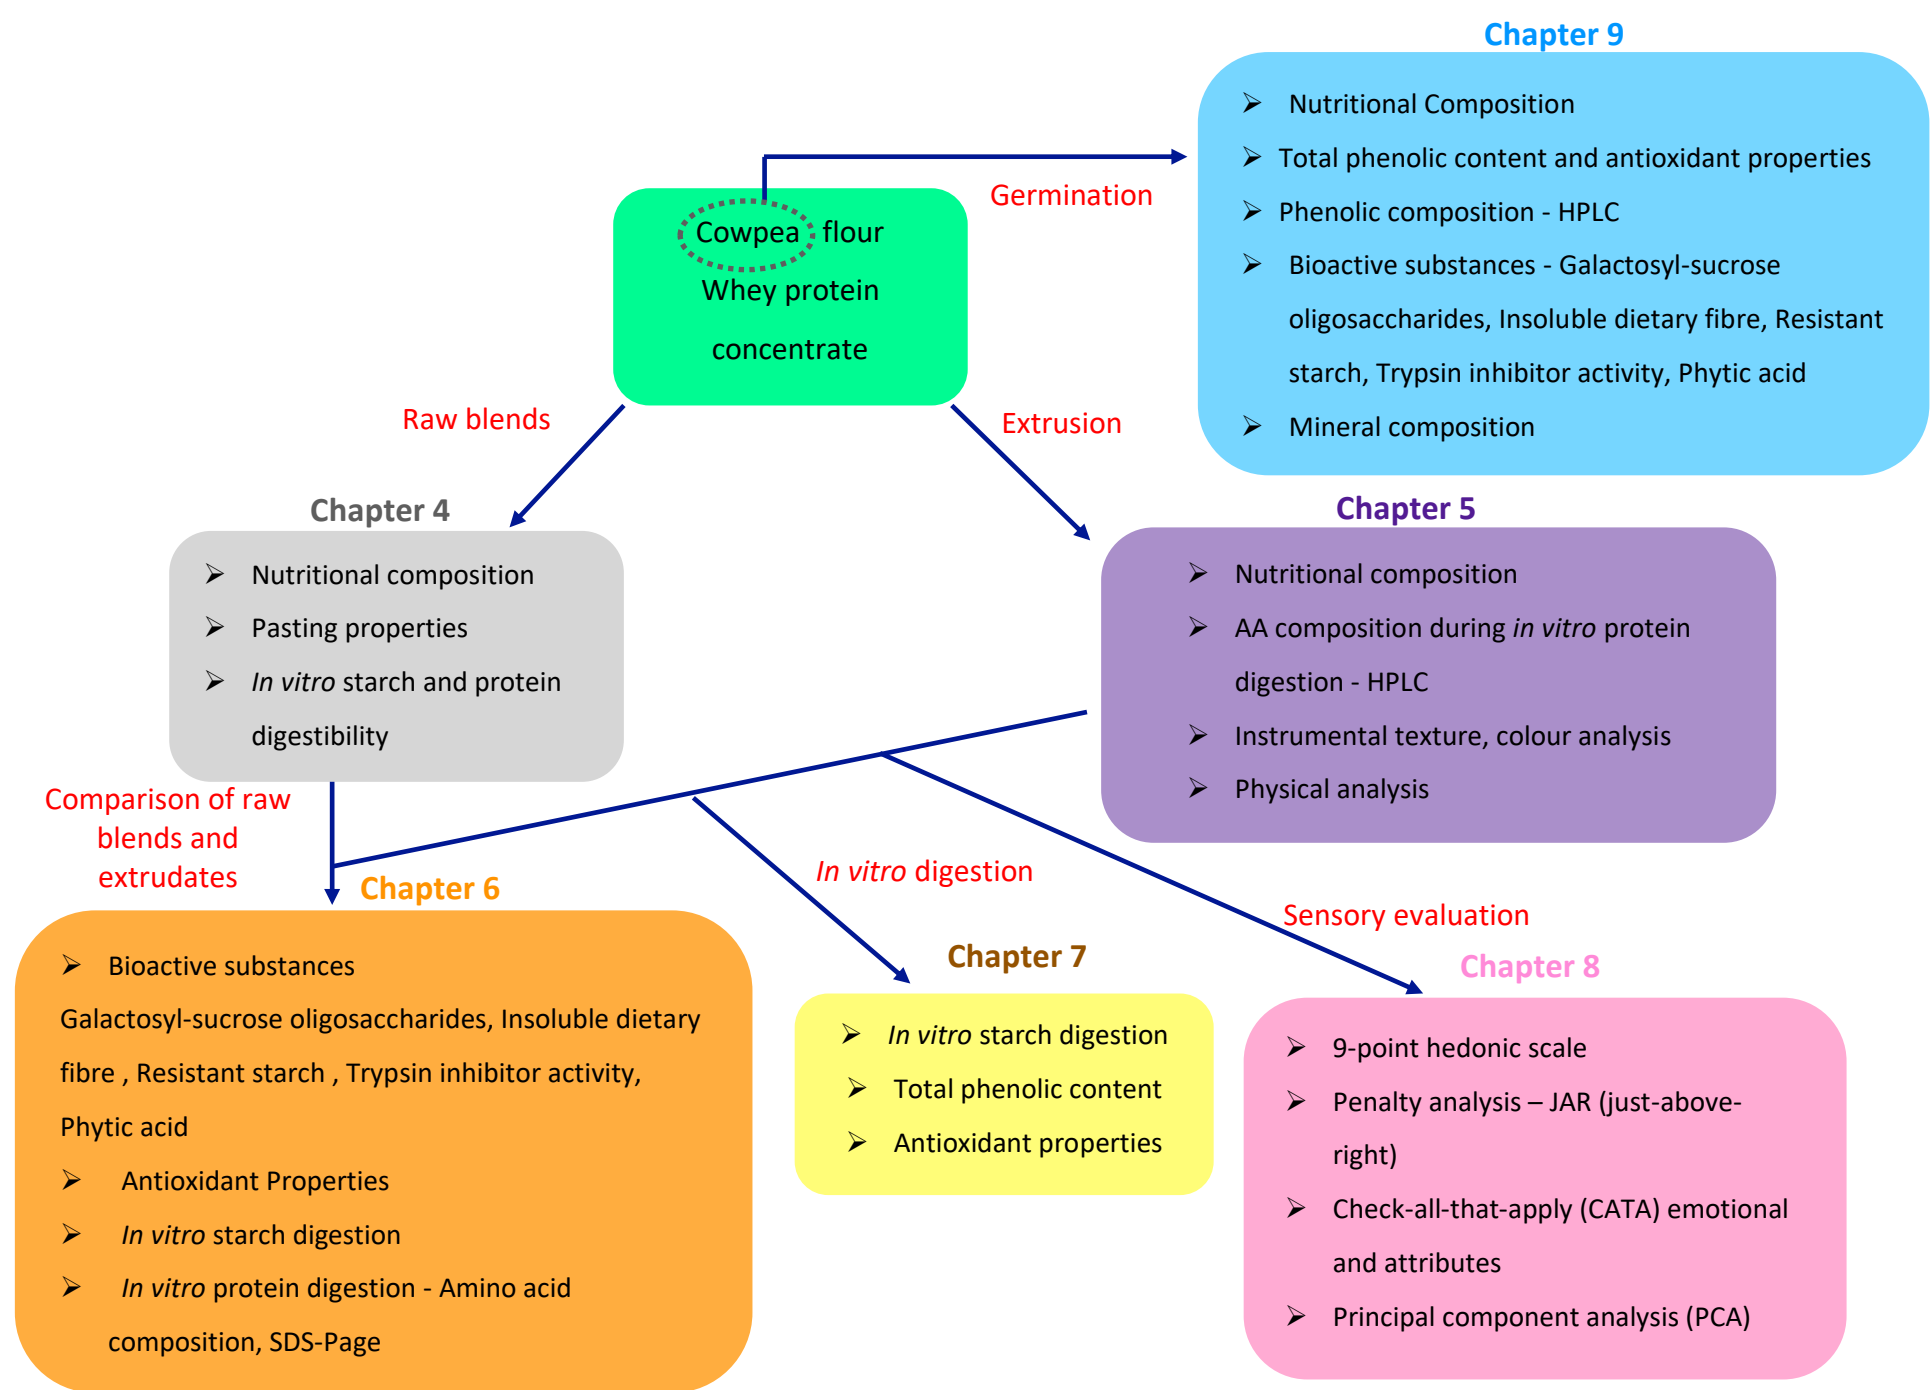 Chapter 9
➢ Nutritional Composition
➢ Total phenolic content and antioxidant properties
➢ Phenolic composition - HPLC
➢ Bioactive substances - Galactosyl-sucrose
oligosaccharides, Insoluble dietary fibre, Resistant
starch, Trypsin inhibitor activity, Phytic acid
➢ Mineral composition
Germination
Cowpea flour
Whey protein
concentrate
Raw blends
Extrusion
Chapter 4
➢ Nutritional composition
➢ Pasting properties
➢ In vitro starch and protein
digestibility
Chapter 5
➢ Nutritional composition
➢ AA composition during in vitro protein
digestion - HPLC
➢ Instrumental texture, colour analysis
➢ Physical analysis
Comparison of raw
blends and
extrudates
In vitro digestion
Sensory evaluation
Chapter 6
➢ Bioactive substances
Galactosyl-sucrose oligosaccharides, Insoluble dietary
fibre , Resistant starch , Trypsin inhibitor activity,
Phytic acid
➢ Antioxidant Properties
➢ In vitro starch digestion
➢ In vitro protein digestion - Amino acid
composition, SDS-Page
Chapter 7
➢ In vitro starch digestion
➢ Total phenolic content
➢ Antioxidant properties
Chapter 8
➢ 9-point hedonic scale
➢ Penalty analysis – JAR (just-above-
right)
➢ Check-all-that-apply (CATA) emotional
and attributes
➢ Principal component analysis (PCA)